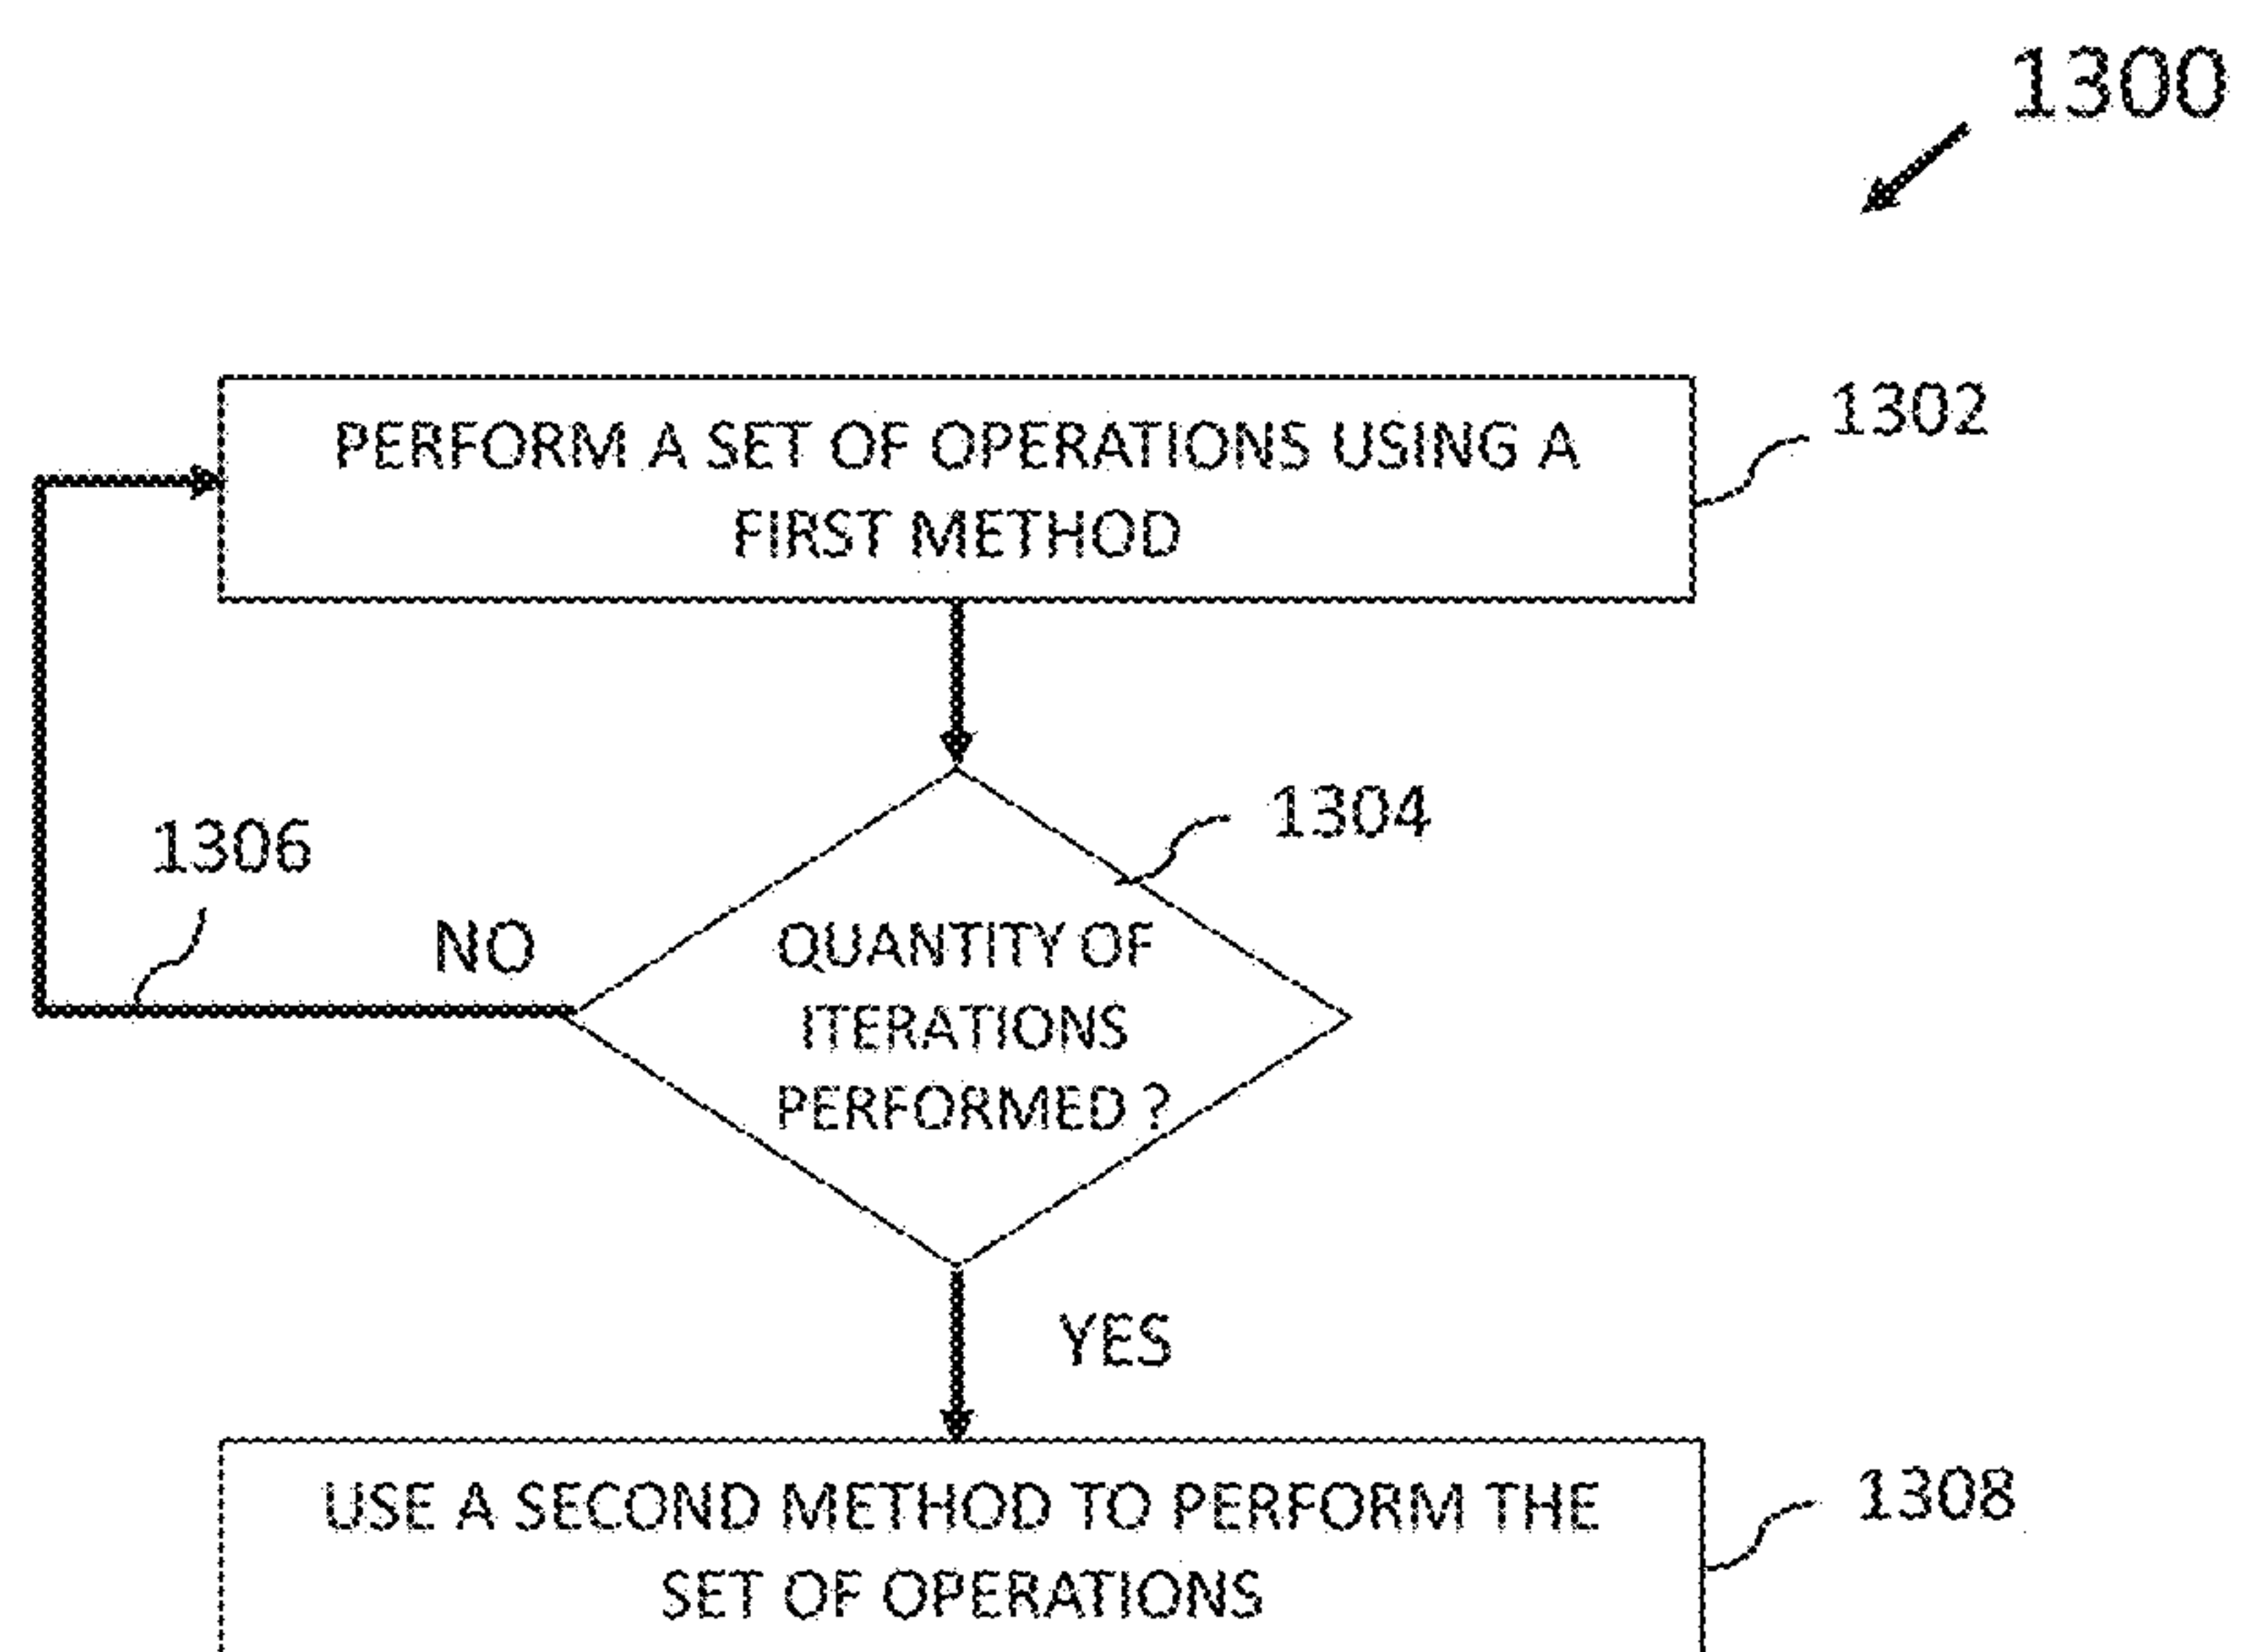 1300
PERFORM A SET OF OPERATIONS USING A
FIRST METHOD
1302
1304
1306
NO
QUANTITY OF
ITERATIONS
PERFORMED ?
YES
USE A SECOND METHOD TO PERFORM THE
SET OF OPERATIONS
1308